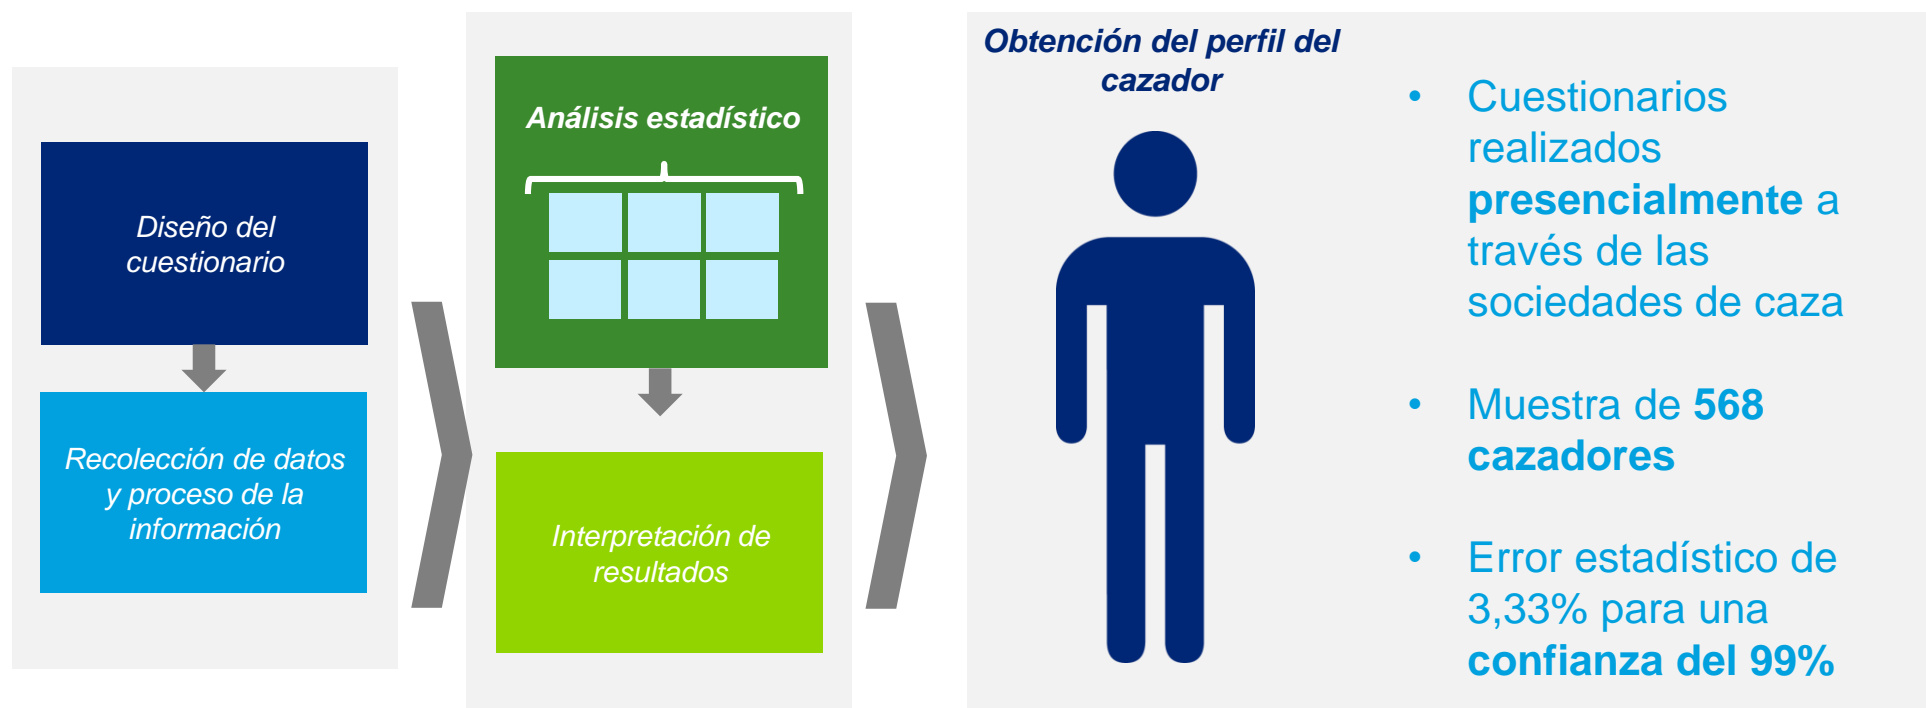 Diseño del
cuestionario
Recolección de datos
y proceso de la
información
Análisis estadístico
Interpretación de
resultados
Obtención del perfil del
cazador
• Cuestionarios
realizados
presencialmente a
través de las
sociedades de caza
• Muestra de 568
cazadores
• Error estadístico de
3,33% para una
confianza del 99%